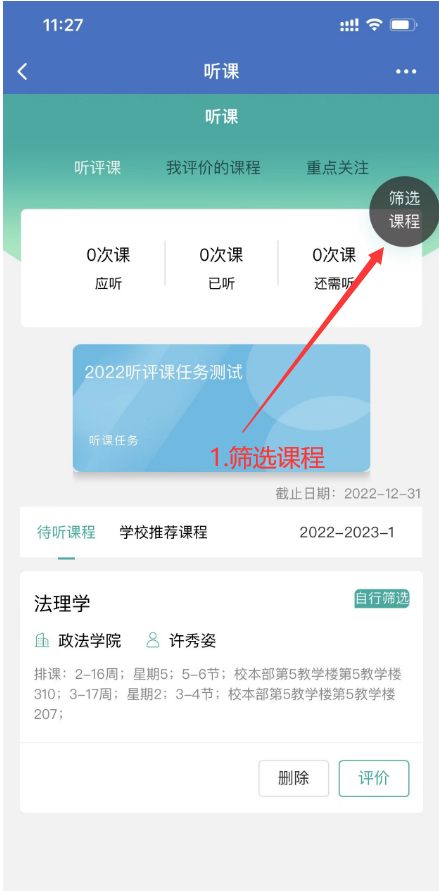 11:27
听课
听课
听评课 我评价的课程 重点关注
筛选
课程
0次课 0次课 0次课
应听 已听 还需听
2022听评课任务测试
听课任务
1.筛选课程
截止日期：2022-12-31
待听课程 学校推荐课程 2022-2023-1
法理学 自行筛选
政法学院 许秀姿
排课：2-16周；星期5；5-6节；校本部第5教学楼第5教学楼
310；3-17周；星期2；3-4节；校本部第5教学楼第5教学楼
207；
删除 评价